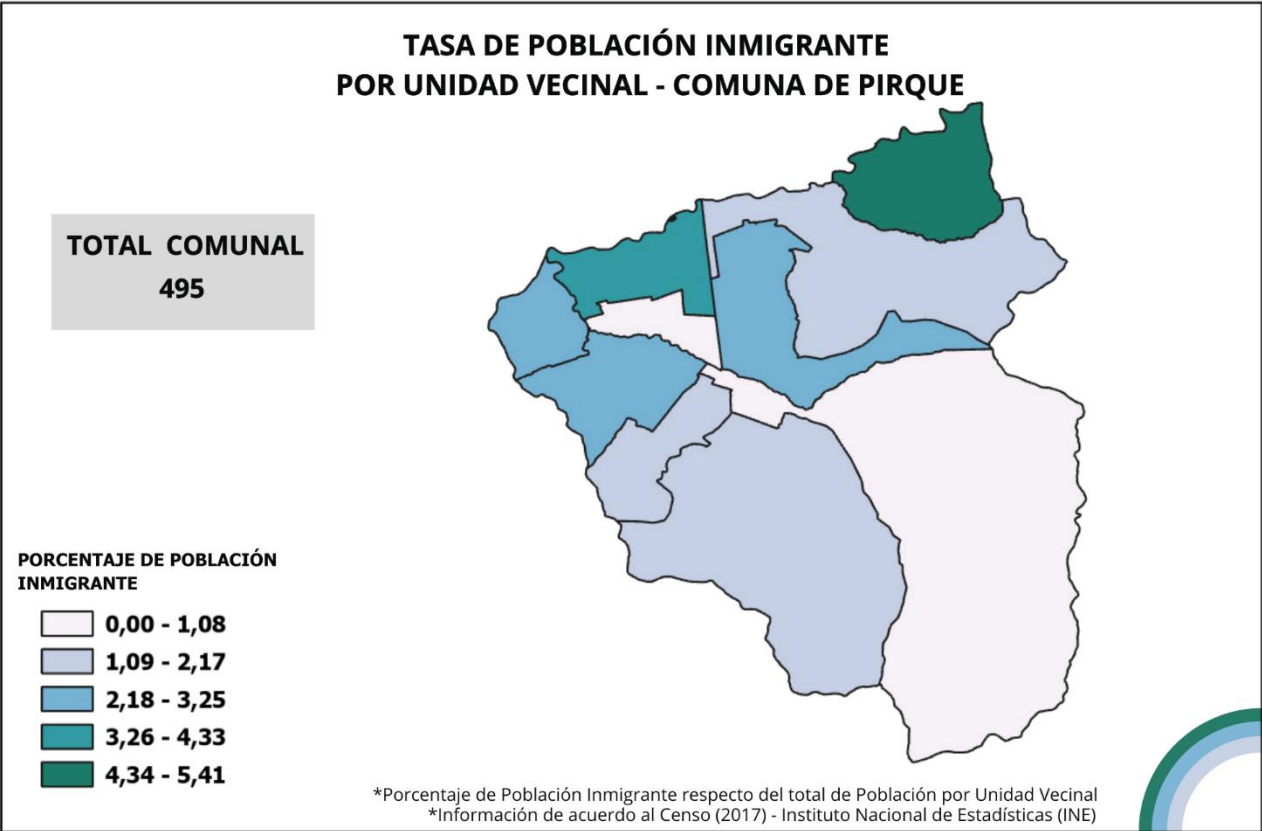 TASA DE POBLACIÓN INMIGRANTE
POR UNIDAD VECINAL - COMUNA DE PIRQUE
TOTAL COMUNAL
495
PORCENTAJE DE POBLACIÓN
INMIGRANTE
0,00 - 1,08
1,09 - 2,17
2,18 - 3,25
3,26 - 4,33
4,34 - 5,41
*Porcentaje de Población Inmigrante respecto del total de Población por Unidad Vecinal
*Información de acuerdo al Censo (2017) - Instituto Nacional de Estadísticas (INE)